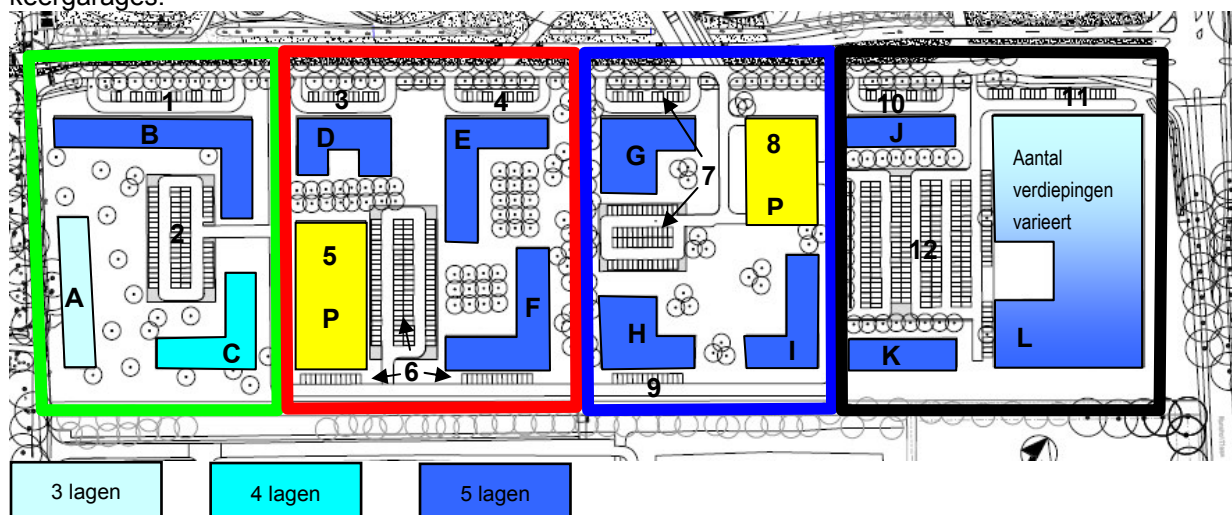 keergarages.
1
3
4
10
11
B
D
E
G
8
J
Aantal
verdiepingen
varieert
7
P
2
5
12
A
P
F
H
I
L
C
K
6
9
3 lagen
4 lagen
5 lagen